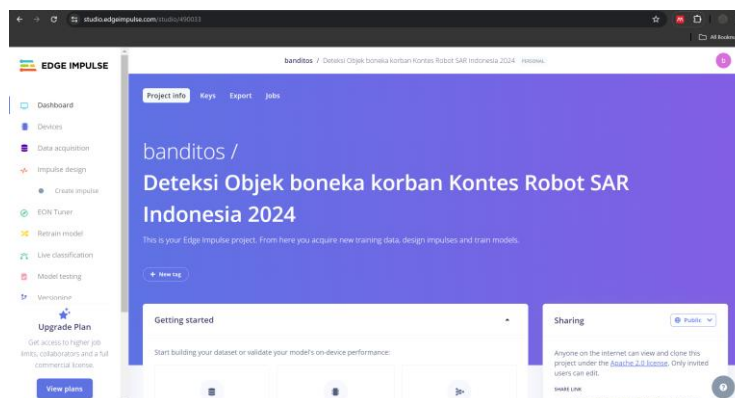 studio.edgeimpulse.com/studio/490033
All Bookma
EDGE IMPULSE
banditos / Deteksi Objek boneka korban Kontes Robot SAR Indonesia 2024 PERSONAL
b
Project info Keys Export Jobs
Dashboard
Devices
Data acquisition
Impulse design
Create impulse
EON Tuner
Retrain model
Live classification
Model testing
Versioning
banditos /
Deteksi Objek boneka korban Kontes Robot SAR
Indonesia 2024
This is your Edge Impulse project. From here you acquire new training data, design impulses and train models.
+ New tag
Upgrade Plan
Get access to higher job
limits, collaborators and a full
commercial license.
View plans
Getting started
Start building your dataset or validate your model's on-device performance:
Sharing
Public
Anyone on the internet can view and clone this
project under the Apache 2.0 license. Only invited
users can edit.
SHARE LINK
?